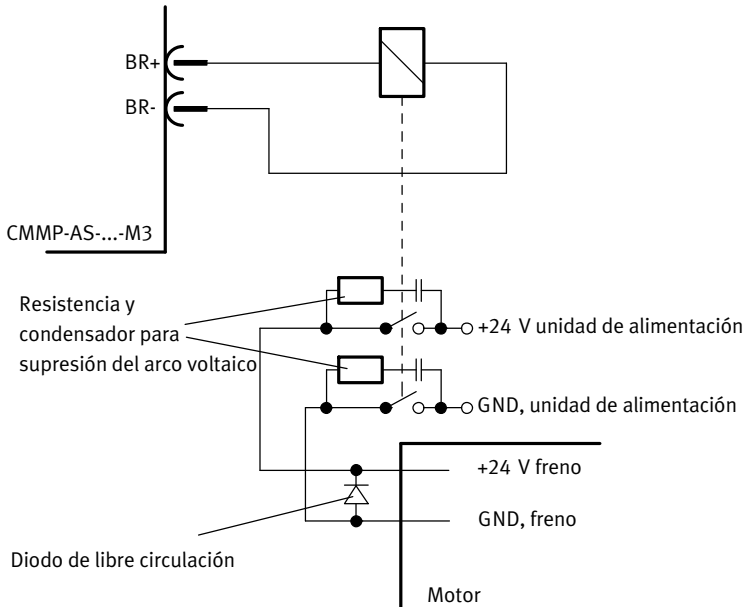 BR+
BR-
CMMP-AS-...-M3
Resistencia y
condensador para
supresión del arco voltaico
+24 V unidad de alimentación
GND, unidad de alimentación
+24 V freno
GND, freno
Diodo de libre circulación
Motor